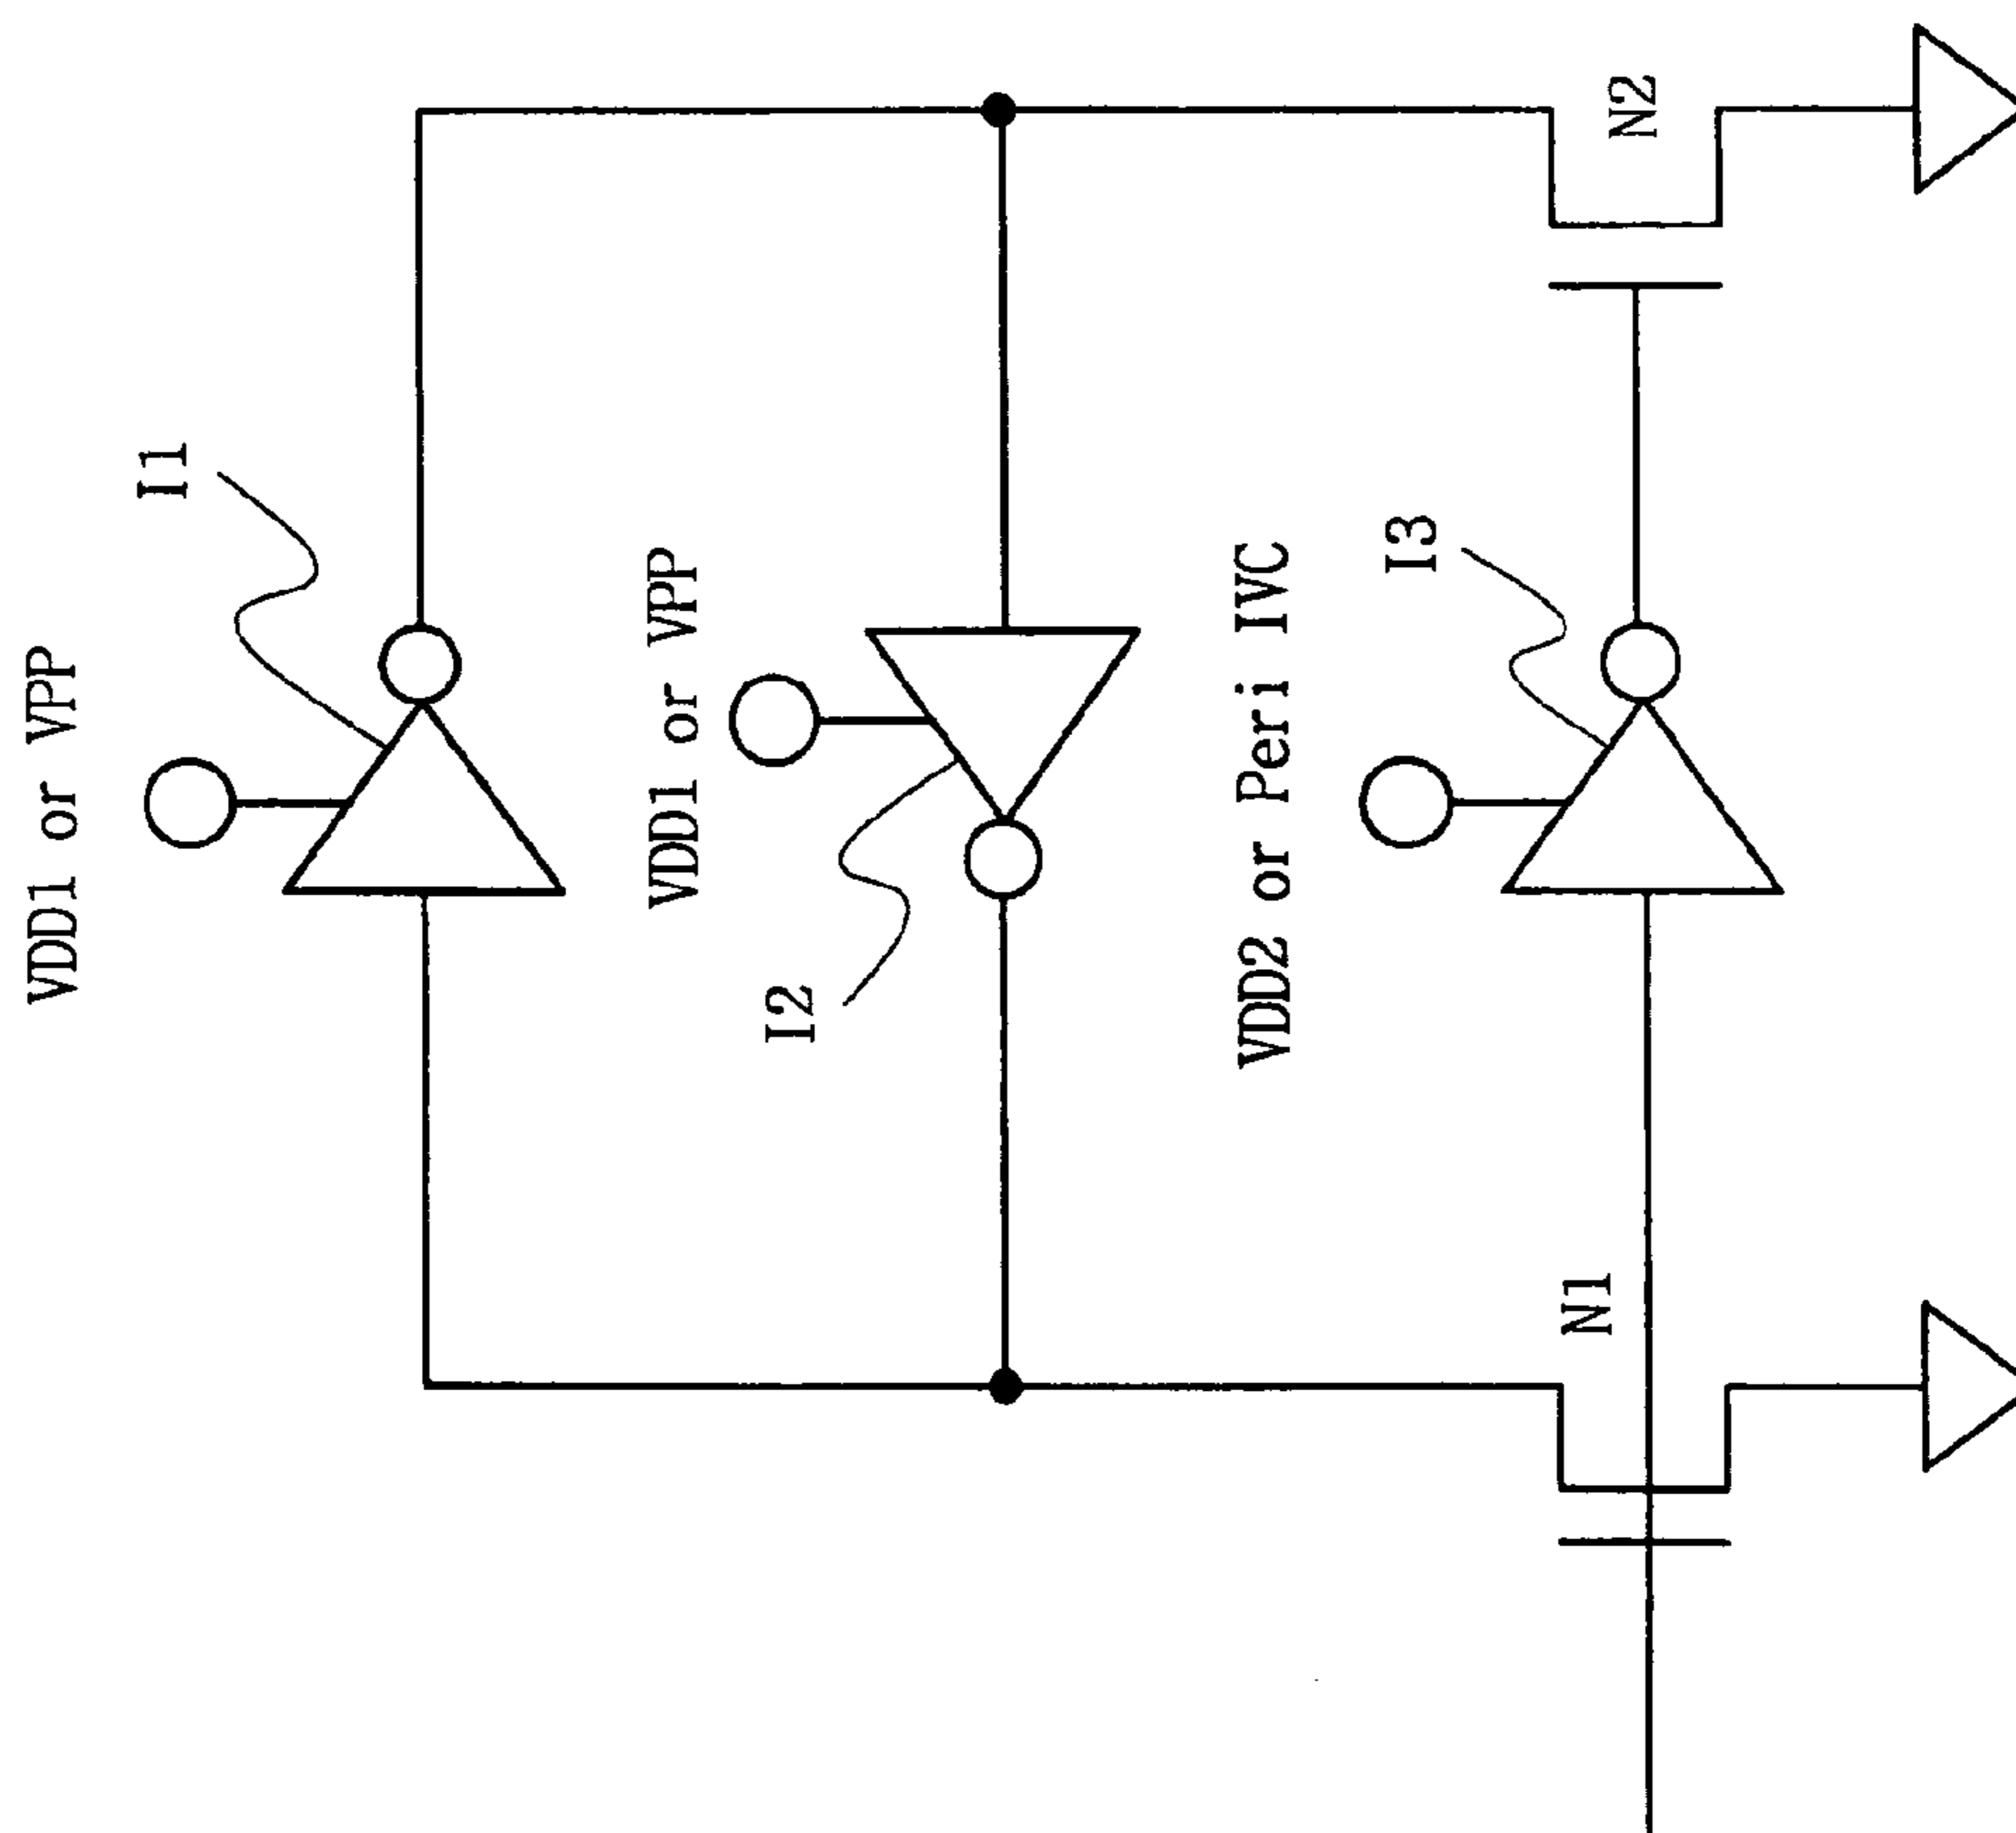 VDD1 or VPP
I1
VDD1 or VPP
I2
VDD2 or Peri IVC
I3
N1
N2